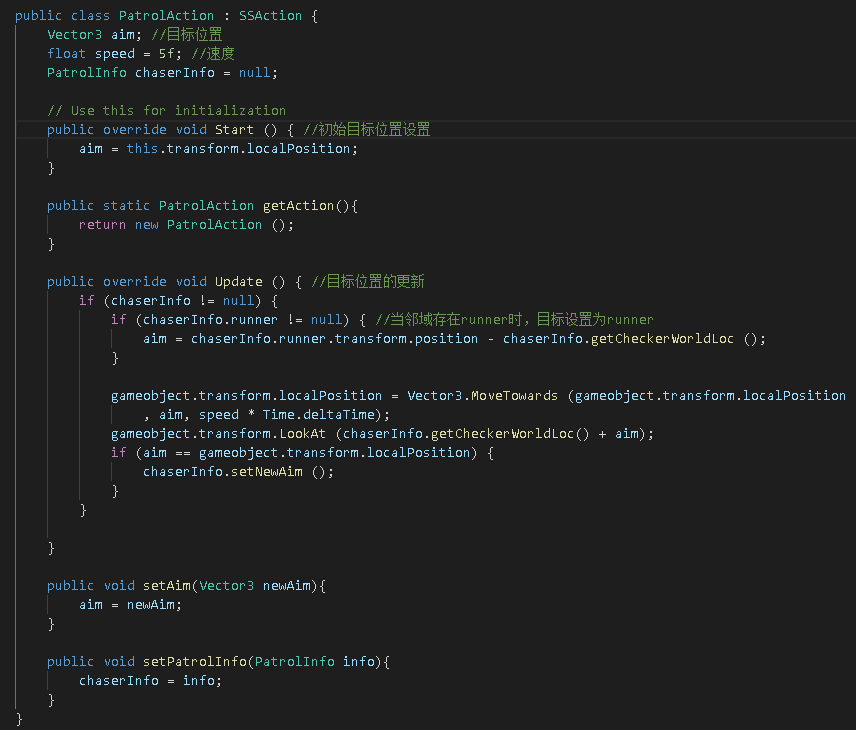 public class PatrolAction : SSAction {
    Vector3 aim; //目标位置
    float speed = 5f; //速度
    PatrolInfo chaserInfo = null;

    // Use this for initialization
    public override void Start () { //初始目标位置设置
        aim = this.transform.localPosition;
    }

    public static PatrolAction getAction(){
        return new PatrolAction ();
    }

    public override void Update () { //目标位置的更新
        if (chaserInfo != null) {
            if (chaserInfo.runner != null) { //当邻域存在runner时，目标设置为runner
                aim = chaserInfo.runner.transform.position - chaserInfo.getCheckerWorldLoc ();
            }

            gameobject.transform.localPosition = Vector3.MoveTowards (gameobject.transform.localPosition
                , aim, speed * Time.deltaTime);
            gameobject.transform.LookAt (chaserInfo.getCheckerWorldLoc() + aim);
            if (aim == gameobject.transform.localPosition) {
                chaserInfo.setNewAim ();
            }
        }

    }

    public void setAim(Vector3 newAim){
        aim = newAim;
    }

    public void setPatrolInfo(PatrolInfo info){
        chaserInfo = info;
    }
}